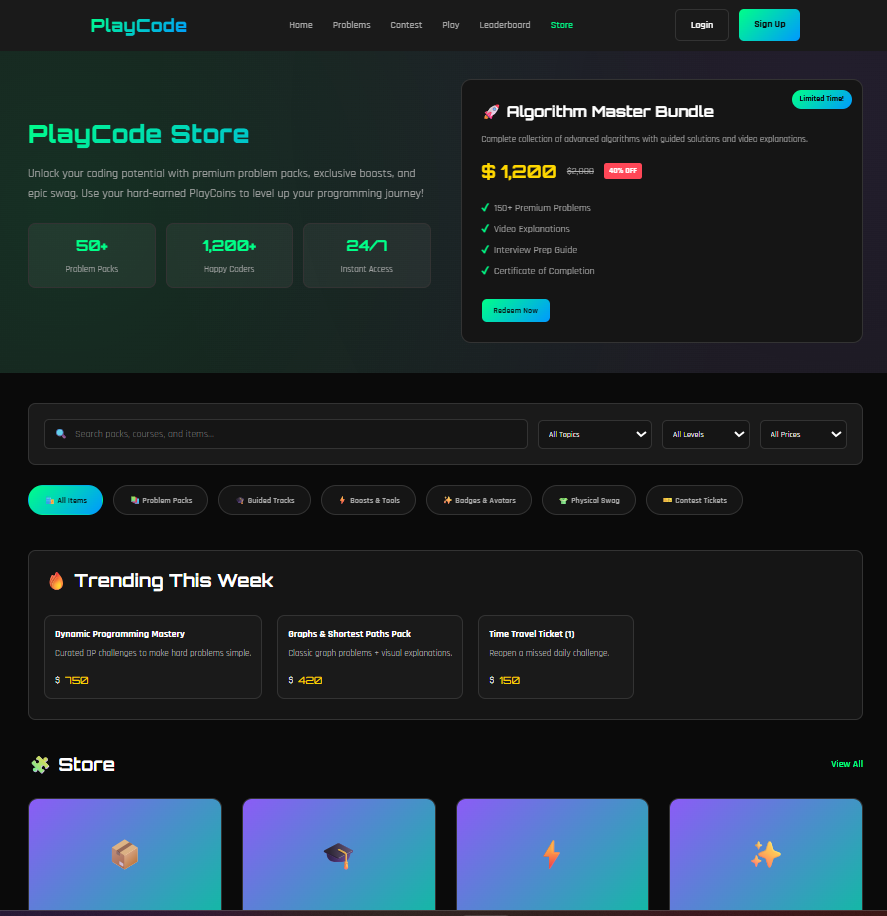 PlayCode
Home Problems Contest Play Leaderboard Store
Login Sign Up
PlayCode Store
Unlock your coding potential with premium problem packs, exclusive boosts, and
epic swag. Use your hard-earned PlayCoins to level up your programming journey!
50+ 1,200+ 24/7
Problem Packs Happy Coders Instant Access
Limited Time!
Algorithm Master Bundle
Complete collection of advanced algorithms with guided solutions and video explanations.
$ 1,200 $2,000 40% OFF
✓ 150+ Premium Problems
✓ Video Explanations
✓ Interview Prep Guide
✓ Certificate of Completion
Redeem Now
Search packs, courses, and items... All Topics All Levels All Prices
All Items Problem Packs Guided Tracks Boosts & Tools Badges & Avatars Physical Swag Contest Tickets
Trending This Week
Dynamic Programming Mastery
Curated DP challenges to make hard problems simple.
$ 750
Graphs & Shortest Paths Pack
Classic graph problems + visual explanations.
$ 420
Time Travel Ticket (1)
Reopen a missed daily challenge.
$ 150
Store View All